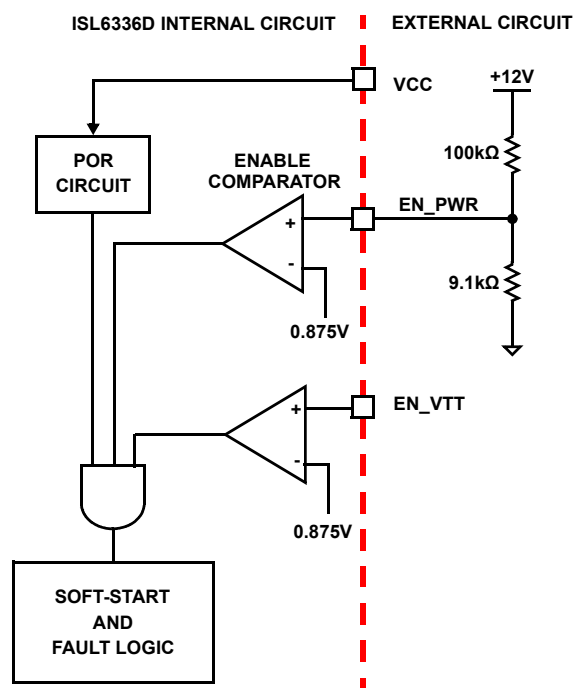 ISL6336D INTERNAL CIRCUIT
EXTERNAL CIRCUIT
VCC
+12V
POR
CIRCUIT
ENABLE
COMPARATOR
100kΩ
+
EN_PWR
-
9.1kΩ
0.875V
+
EN_VTT
-
0.875V
SOFT-START
AND
FAULT LOGIC